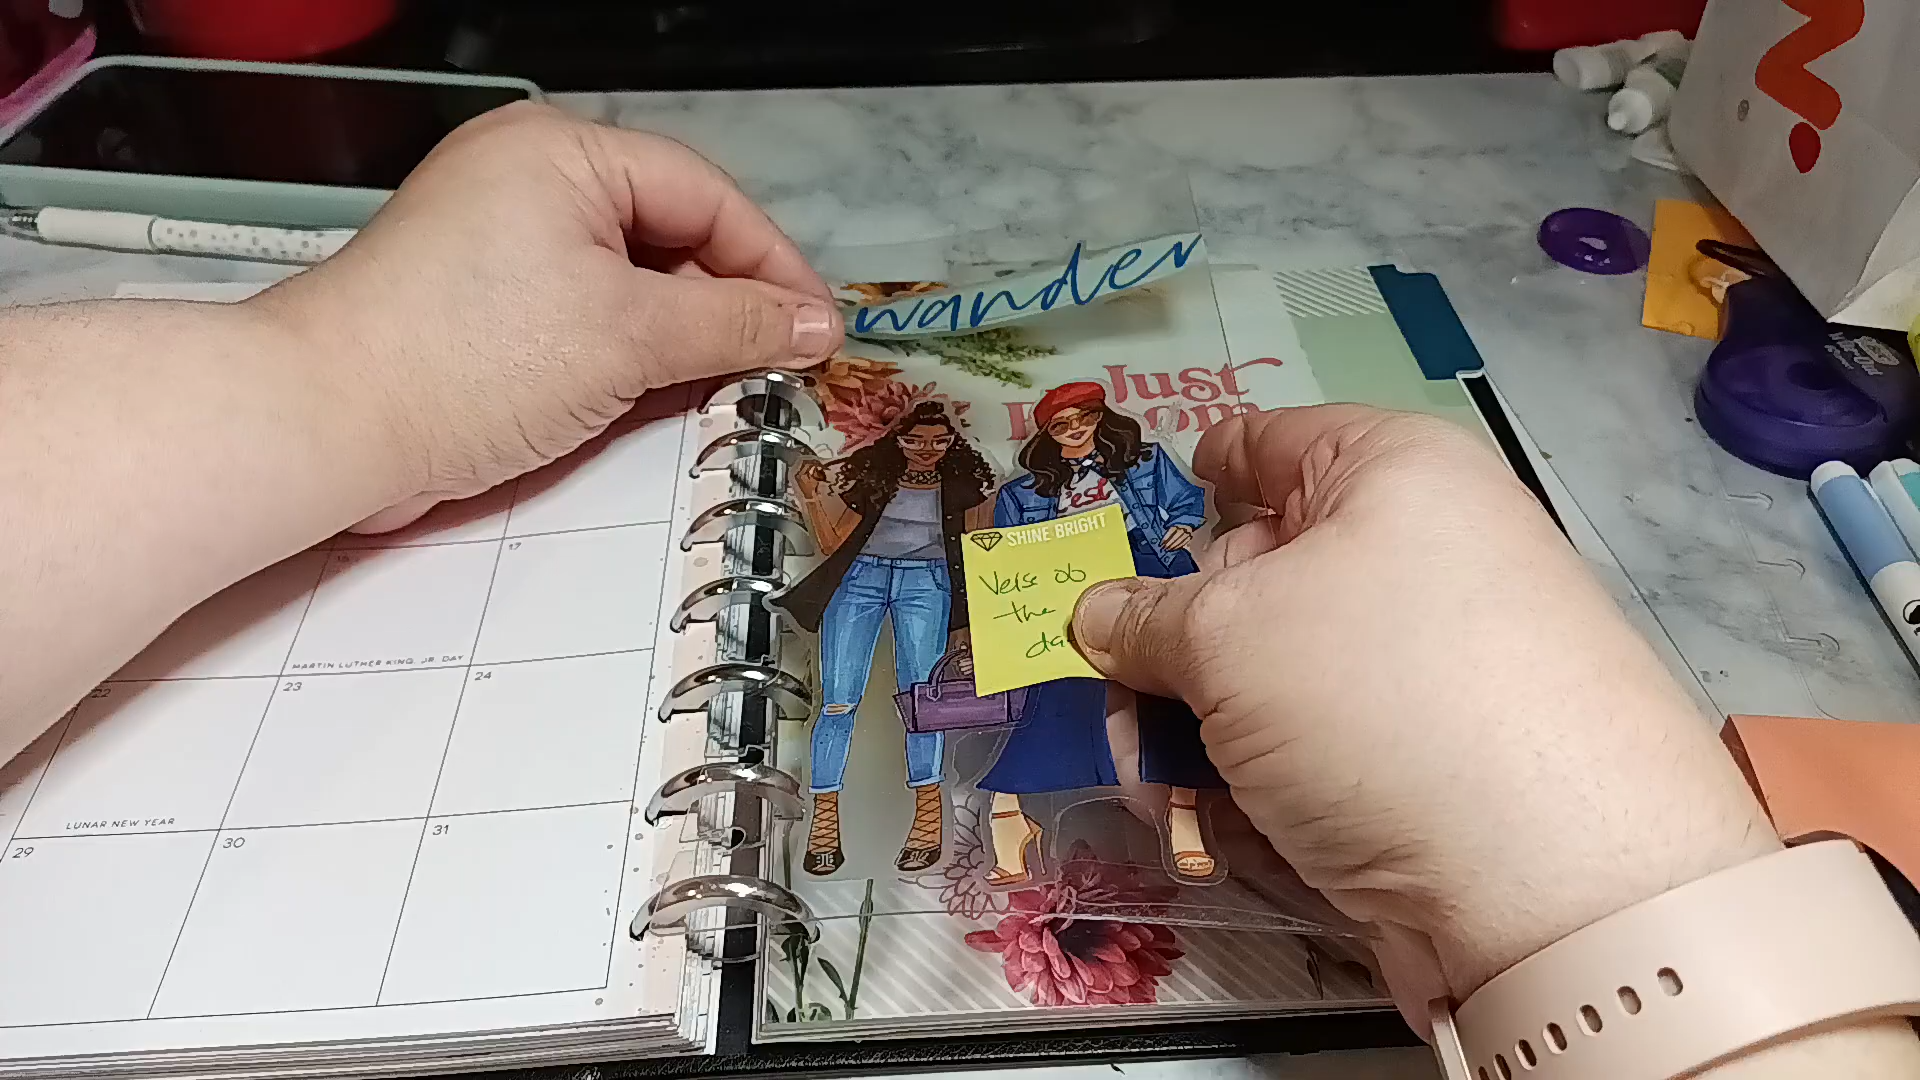 wander
Just
est
SHINE BRIGHT
Verse ob
the
da
17
MARTIN LUTHER KING, JR. DAY
22
23
24
LUNAR NEW YEAR
29
30
31